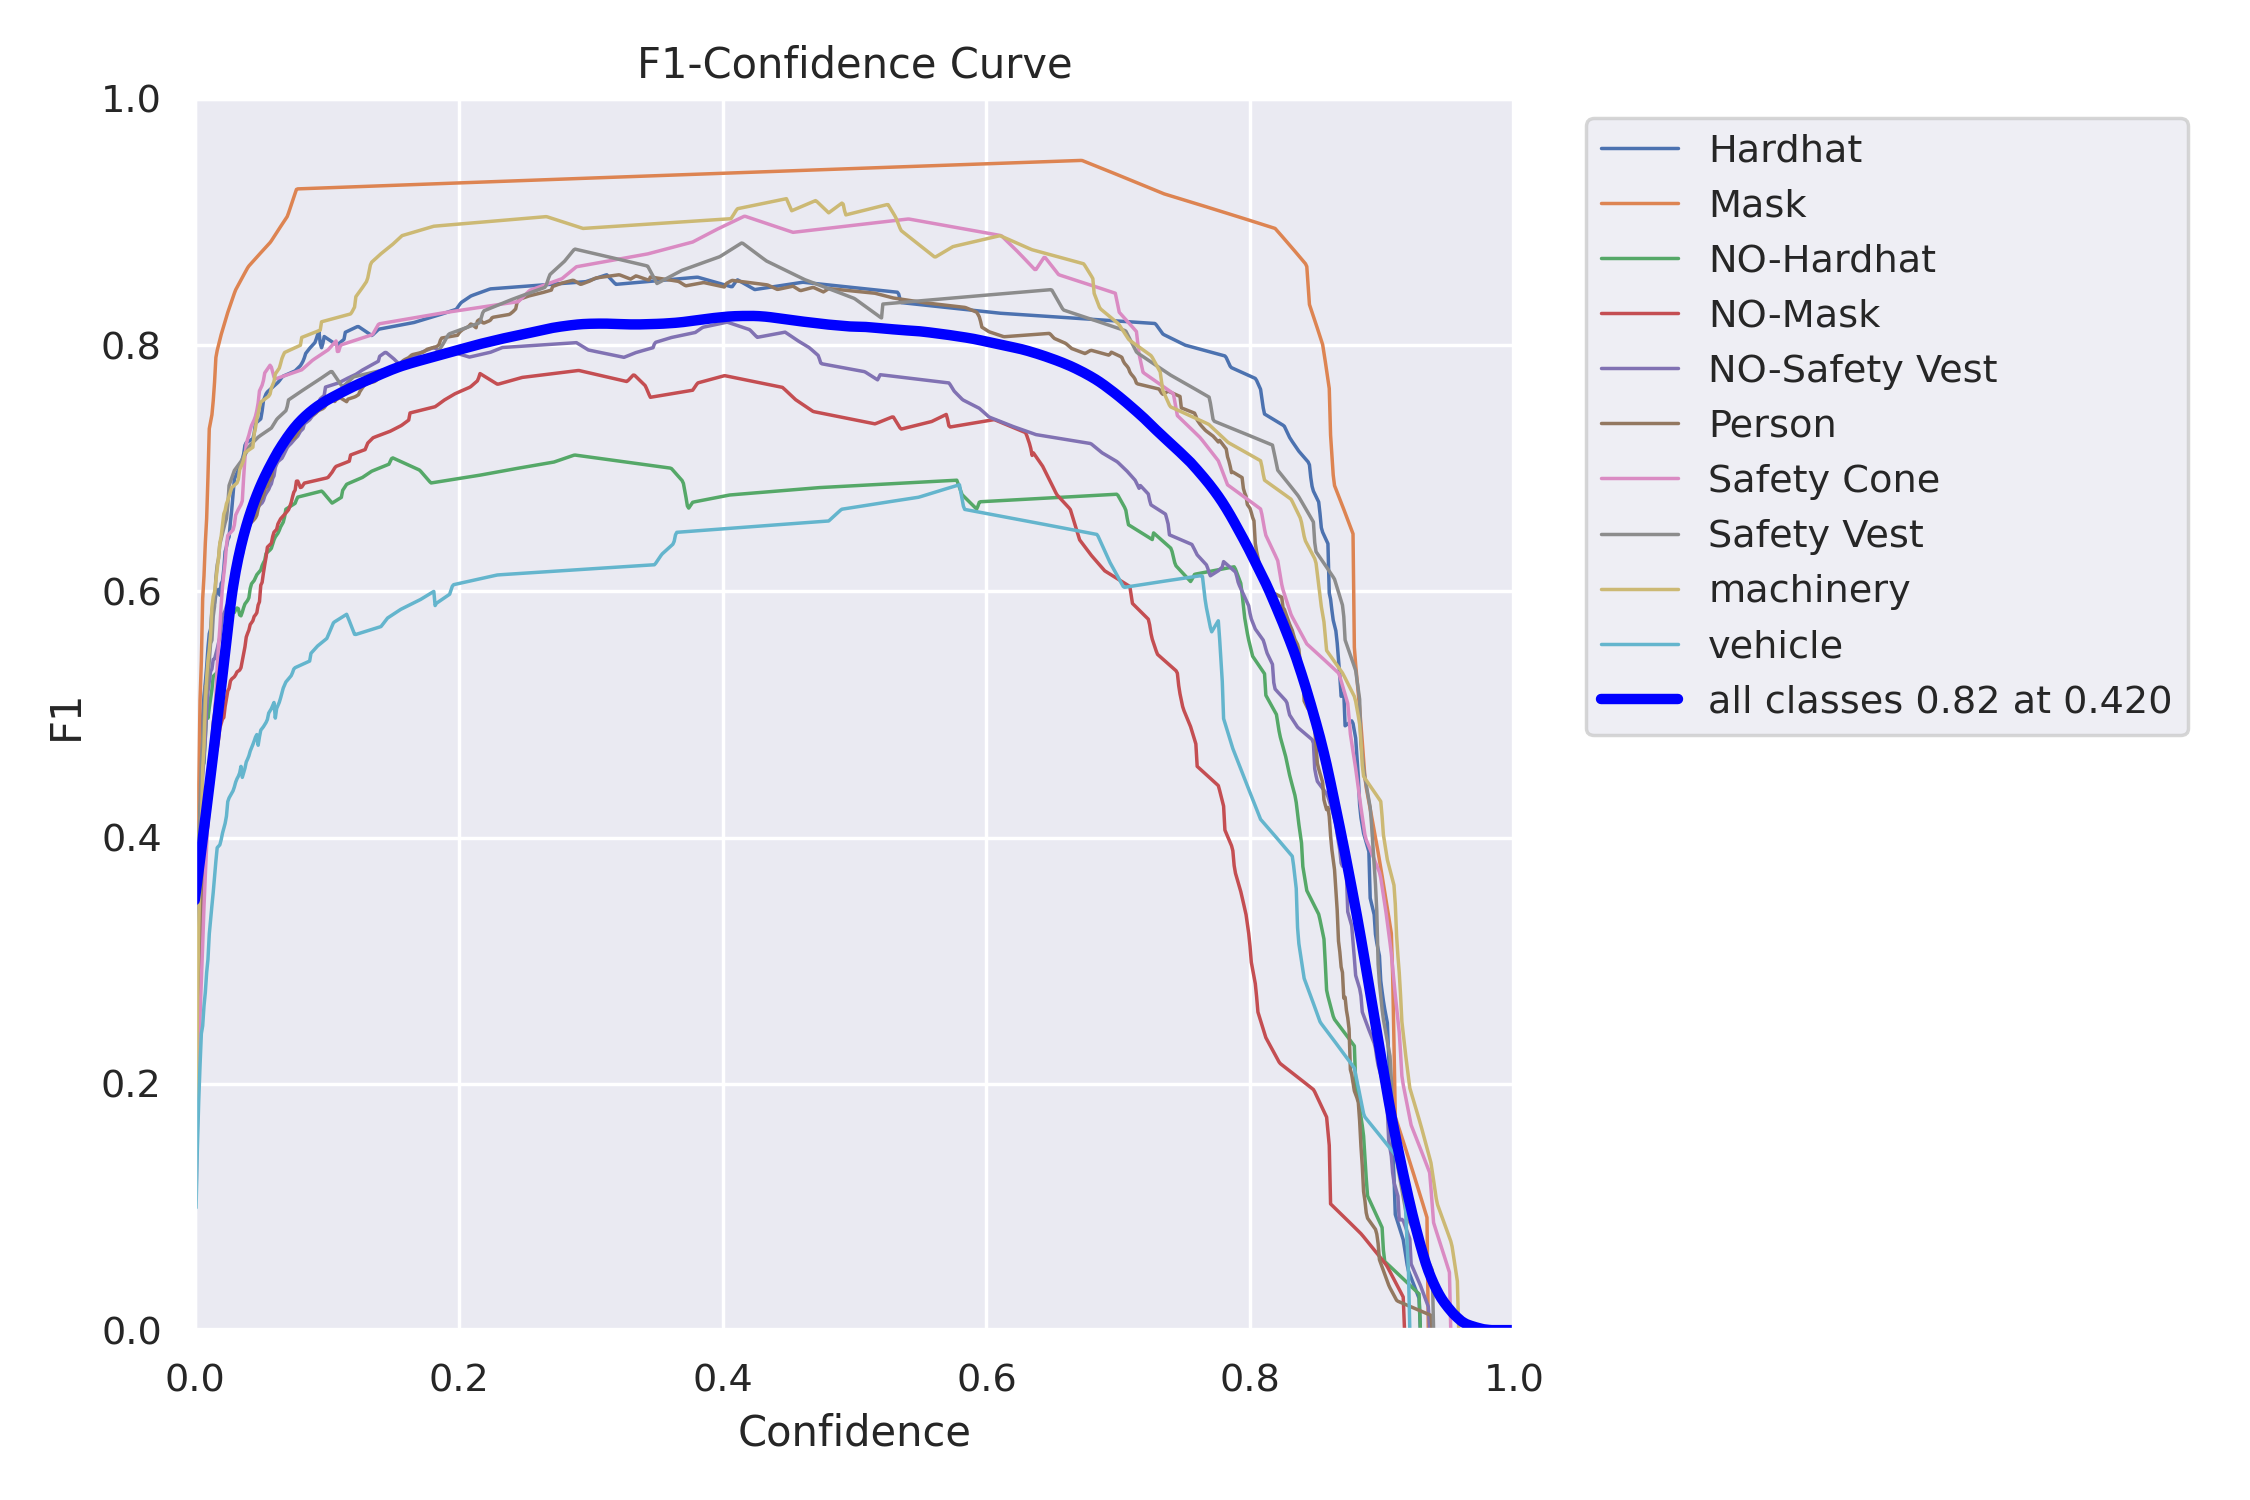 F1-Confidence Curve
1.0
0.8
0.6
0.4
0.2
0.0
F1
0.0 0.2 0.4 0.6 0.8 1.0
Confidence
Hardhat
Mask
NO-Hardhat
NO-Mask
NO-Safety Vest
Person
Safety Cone
Safety Vest
machinery
vehicle
all classes 0.82 at 0.420